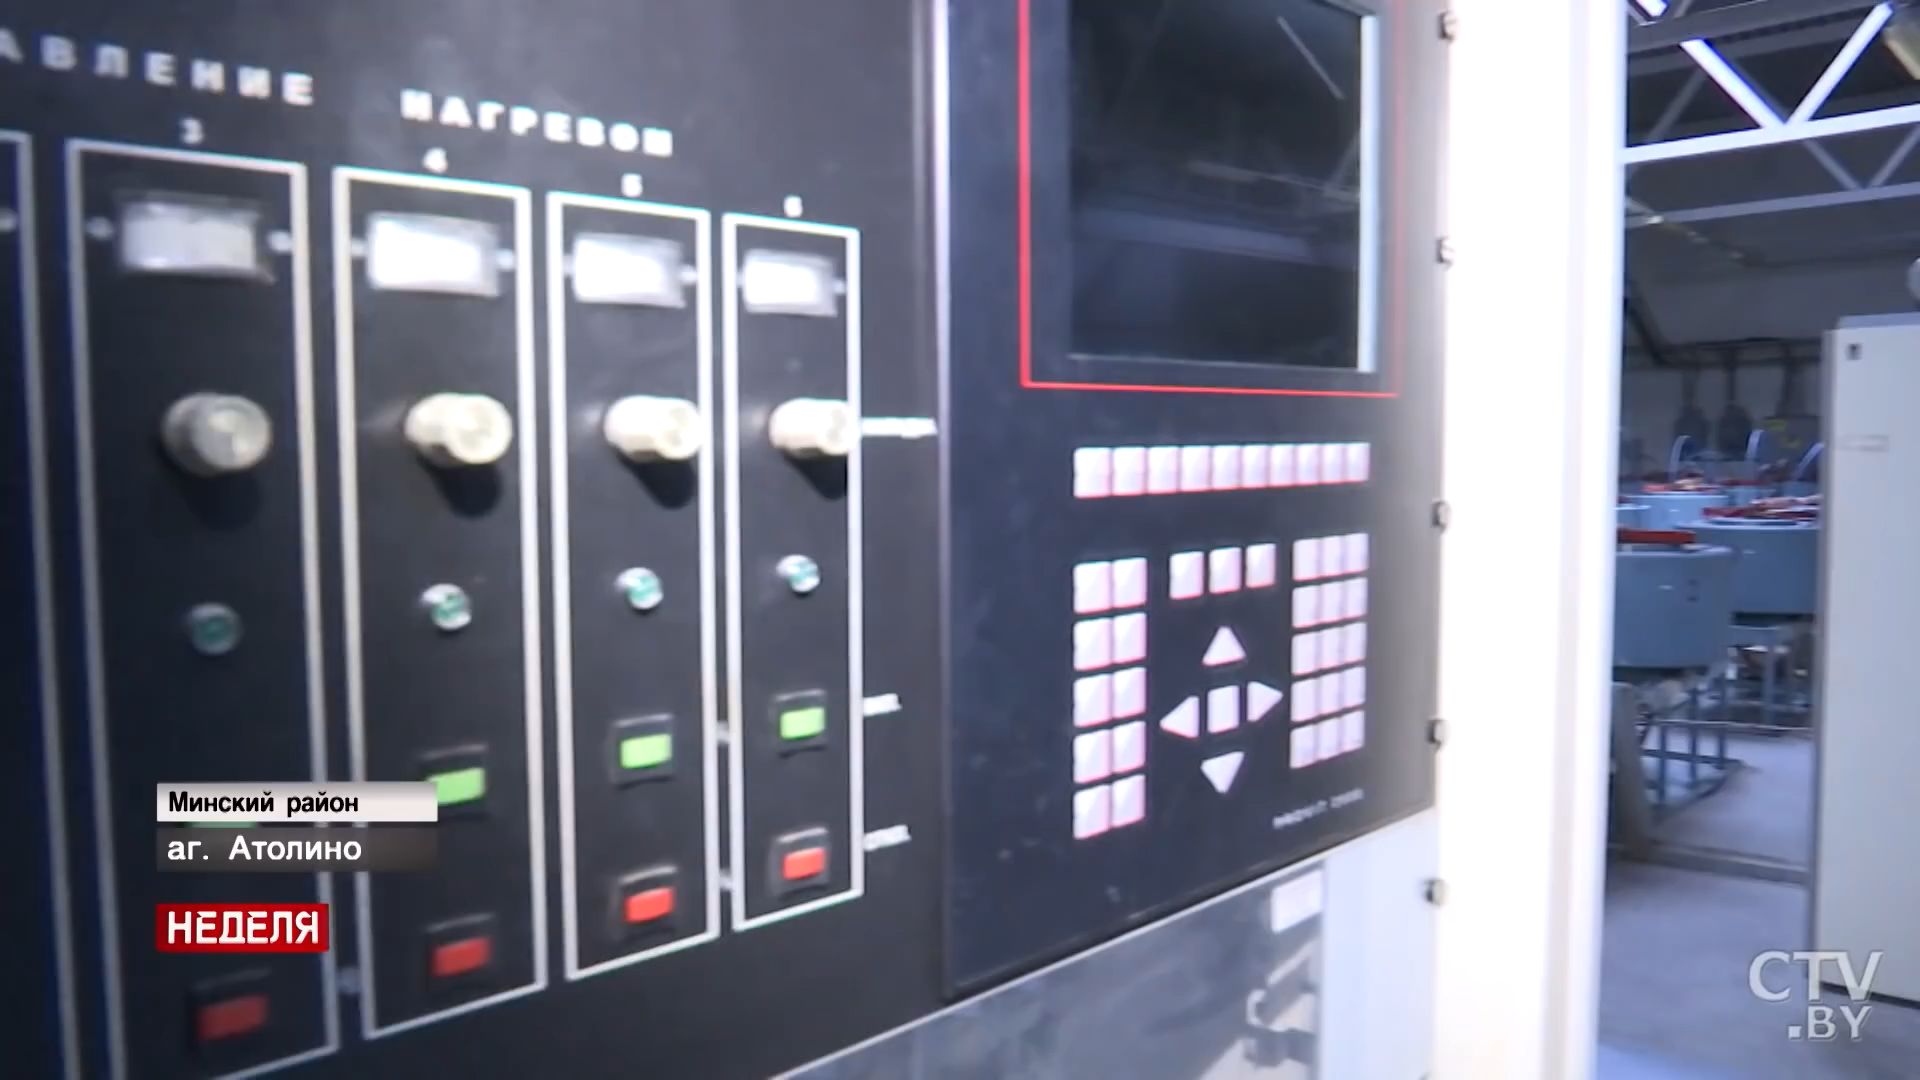 АВЛЕНИЕ НАГРЕВОМ
3 4 5 6
Минский район
аг. Атолино
НЕДЕЛЯ
CTV
.BY